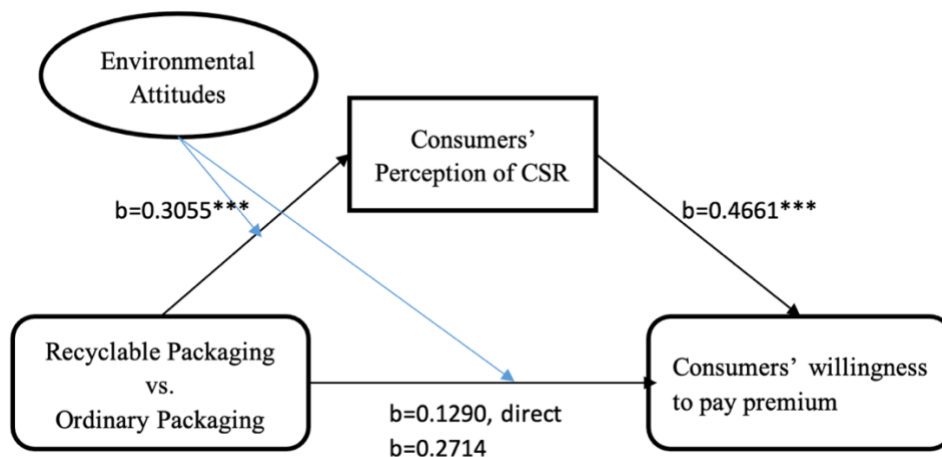 Environmental
Attitudes
Consumers’
Perception of CSR
b=0.3055***
b=0.4661***
Recyclable Packaging
vs.
Ordinary Packaging
Consumers’ willingness
to pay premium
b=0.1290, direct
b=0.2714